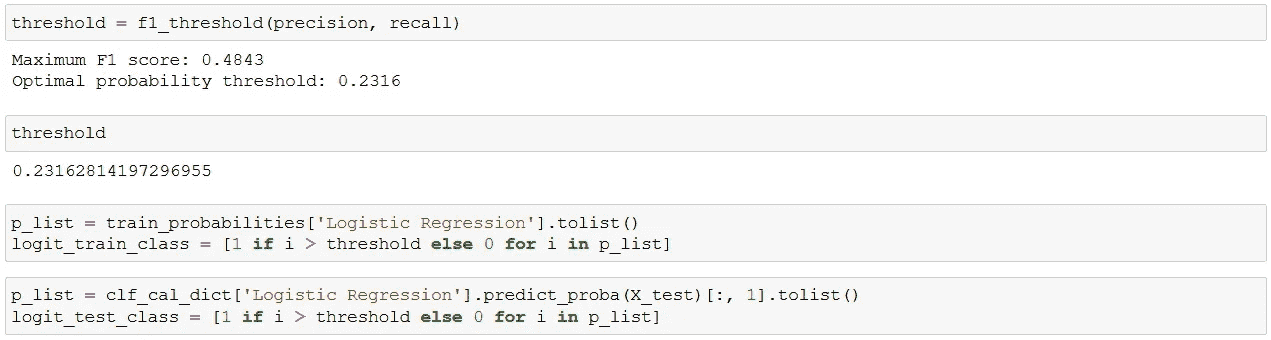 threshold = f1_threshold(precision, recall)
Maximum F1 score: 0.4843
Optimal probability threshold: 0.2316
threshold
0.23162814197296955
p_list = train_probabilities['Logistic Regression'].tolist()
logit_train_class = [1 if i > threshold else 0 for i in p_list]
p_list = clf_cal_dict['Logistic Regression'].predict_proba(X_test)[:, 1].tolist()
logit_test_class = [1 if i > threshold else 0 for i in p_list]